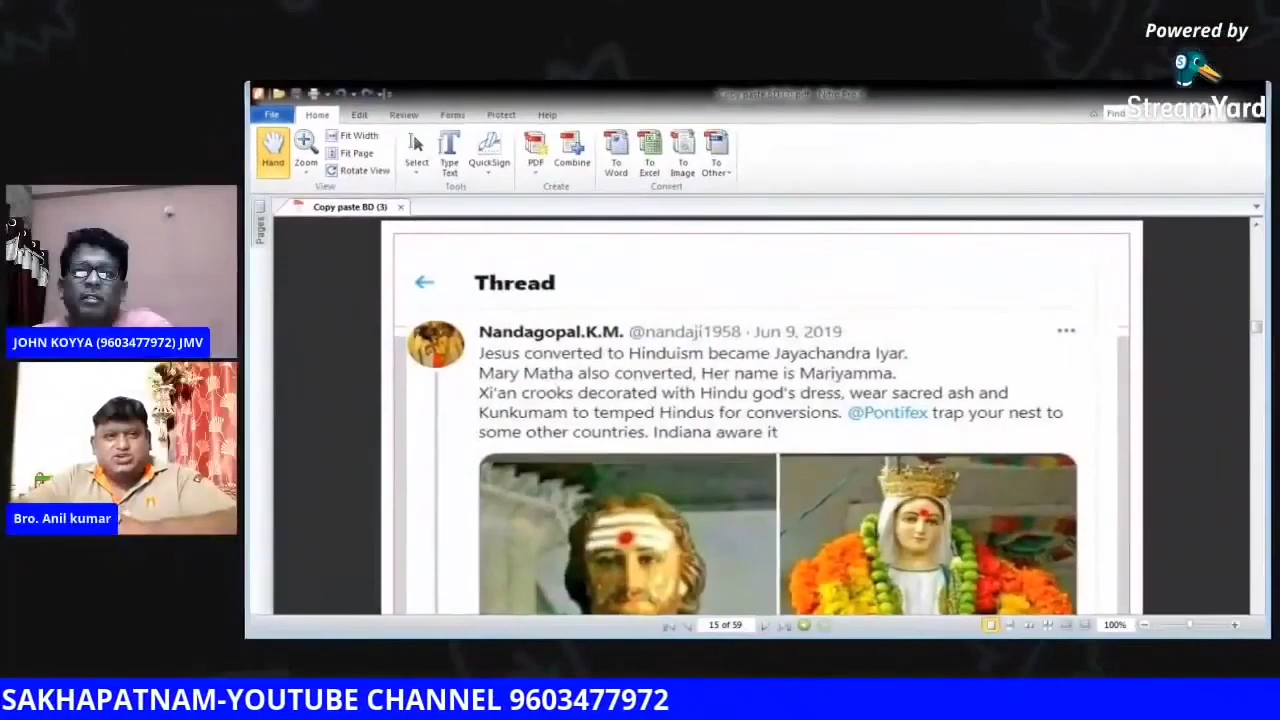 Powered by
StreamYard
File Home Edit Review Forms Protect Help
Find
Hand
Zoom
Fit Width
Fit Page
Rotate View
View
Select
Type
Text
QuickSign
Tools
PDF
Combine
Create
To
Word
To
Excel
To
Image
To
Other
Convert
Pages
Copy paste BD (3)
Thread
Nandagopal.K.M. @nandaji1958 · Jun 9, 2019
Jesus converted to Hinduism became Jayachandra Iyar.
Mary Matha also converted, Her name is Mariyamma.
Xi'an crooks decorated with Hindu god's dress, wear sacred ash and
Kunkumam to temped Hindus for conversions. @Pontifex trap your nest to
some other countries. Indiana aware it
JOHN KOYYA (9603477972) JMV
Bro. Anil kumar
15 of 59
100%
SAKHAPATNAM-YOUTUBE CHANNEL 9603477972